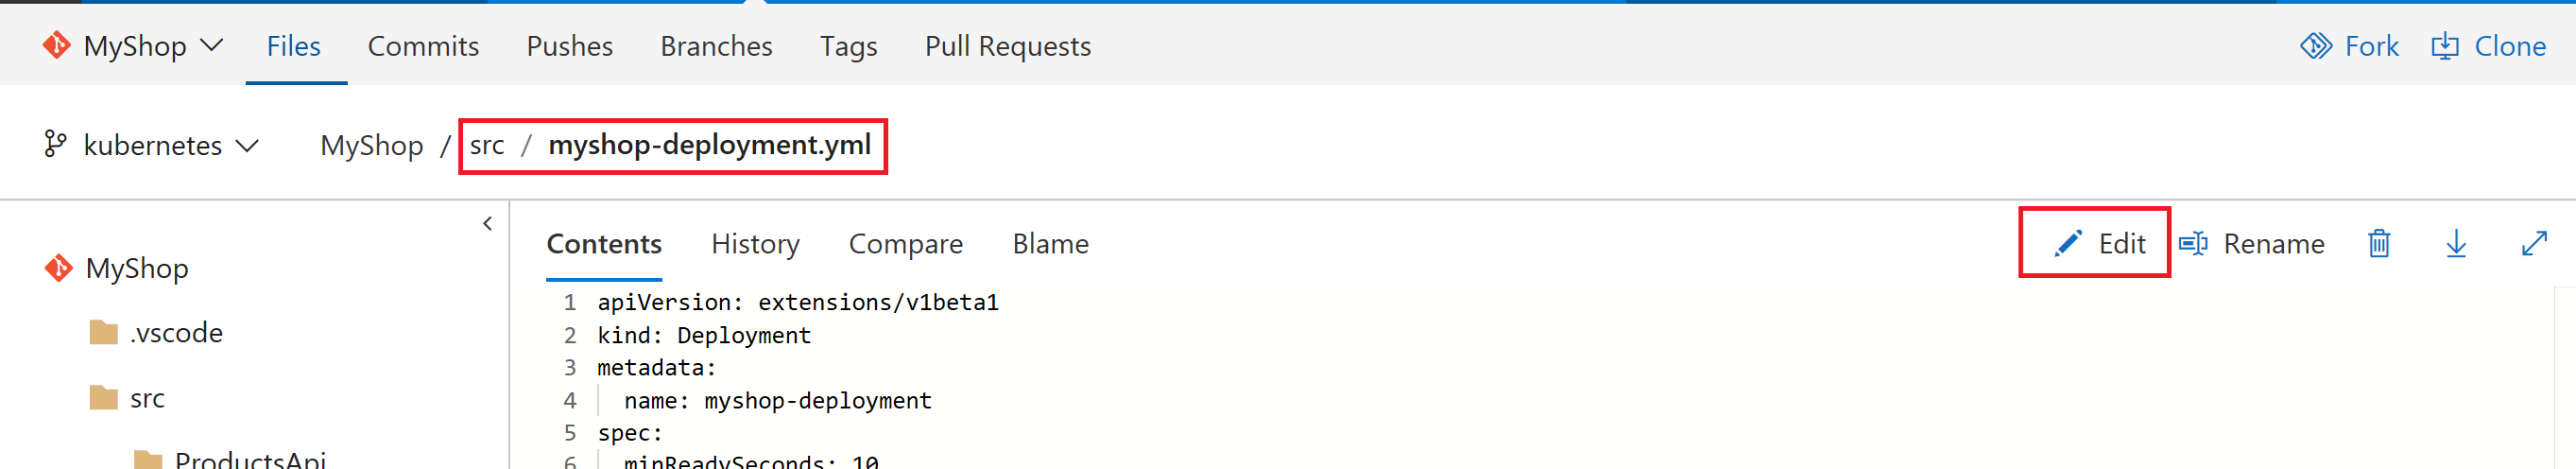 MyShop Files Commits Pushes Branches Tags Pull Requests Fork Clone
kubernetes MyShop / src / myshop-deployment.yml
Contents History Compare Blame Edit Rename
MyShop
.vscode
src
ProductsApi
1 apiVersion: extensions/v1beta1
2 kind: Deployment
3 metadata:
4 name: myshop-deployment
5 spec:
6 minReadySeconds: 10